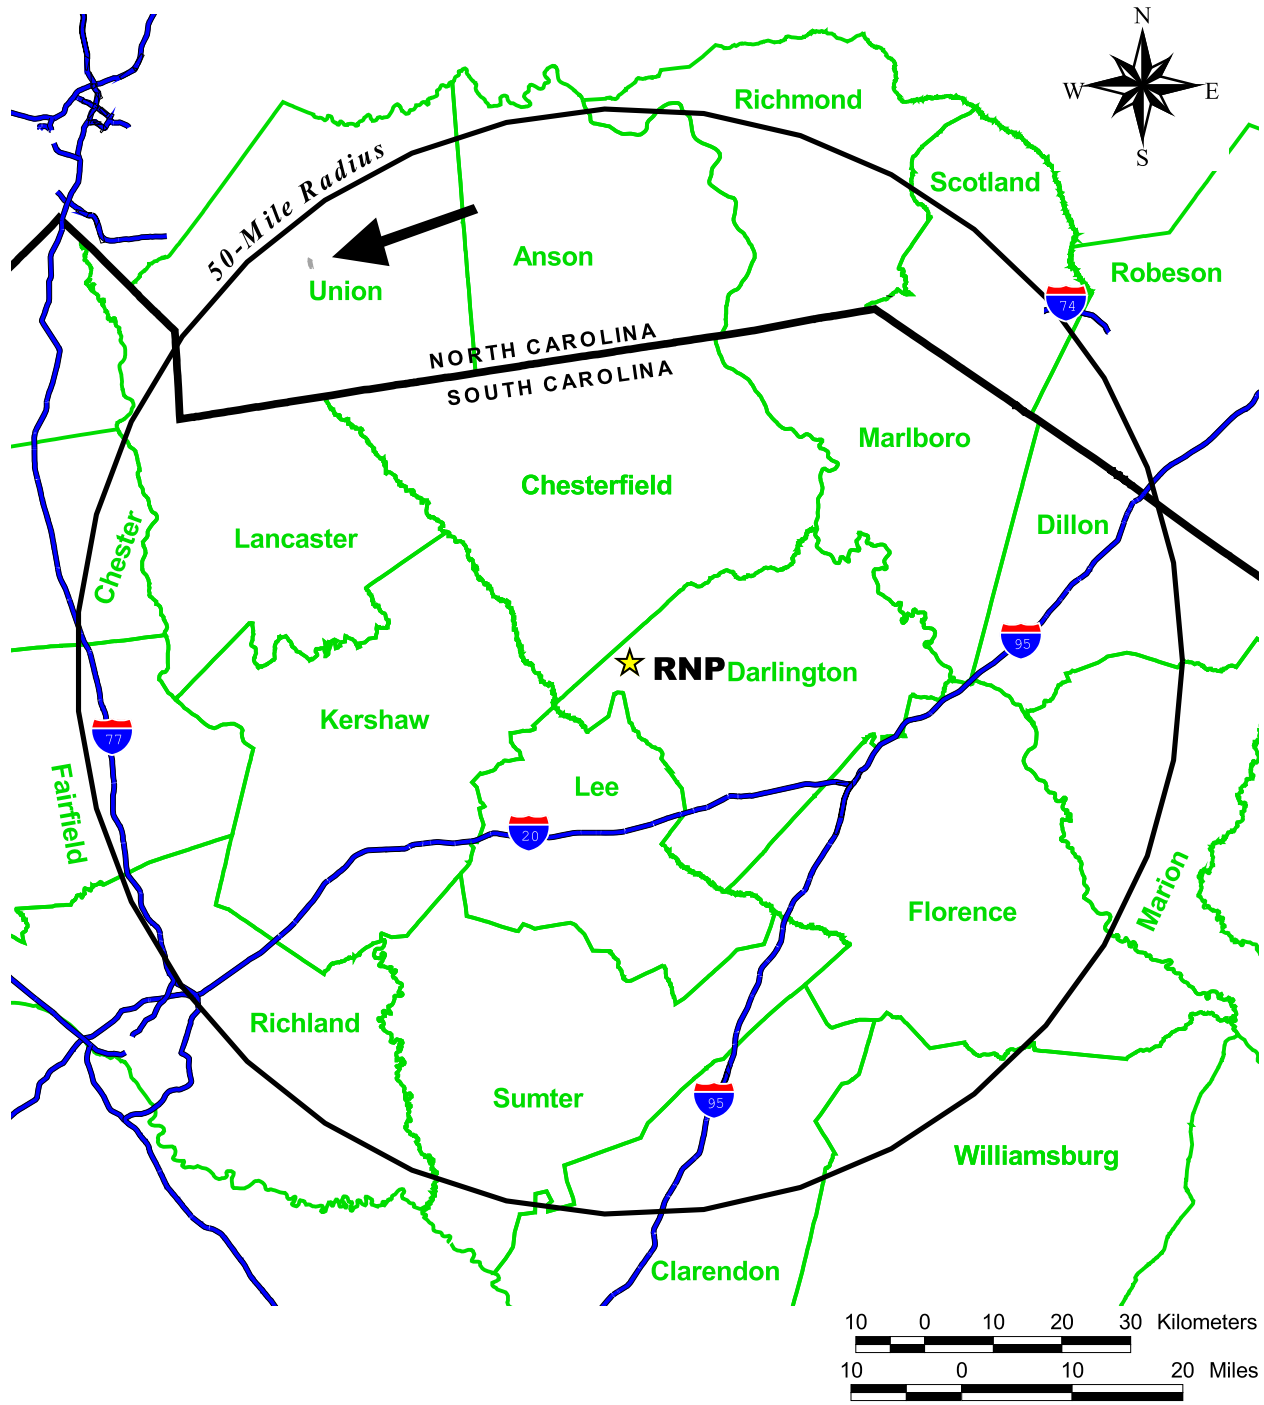 N
W E
S
Richmond
Scotland
50-Mile Radius
Anson
Robeson
Union
74
NORTH CAROLINA
SOUTH CAROLINA
Marlboro
Chesterfield
Dillon
Lancaster
Chester
95
RNP Darlington
Kershaw
77
Lee
Fairfield
20
Marion
Florence
Richland
Sumter
95
Williamsburg
Clarendon
10 0 10 20 30 Kilometers
10 0 10 20 Miles